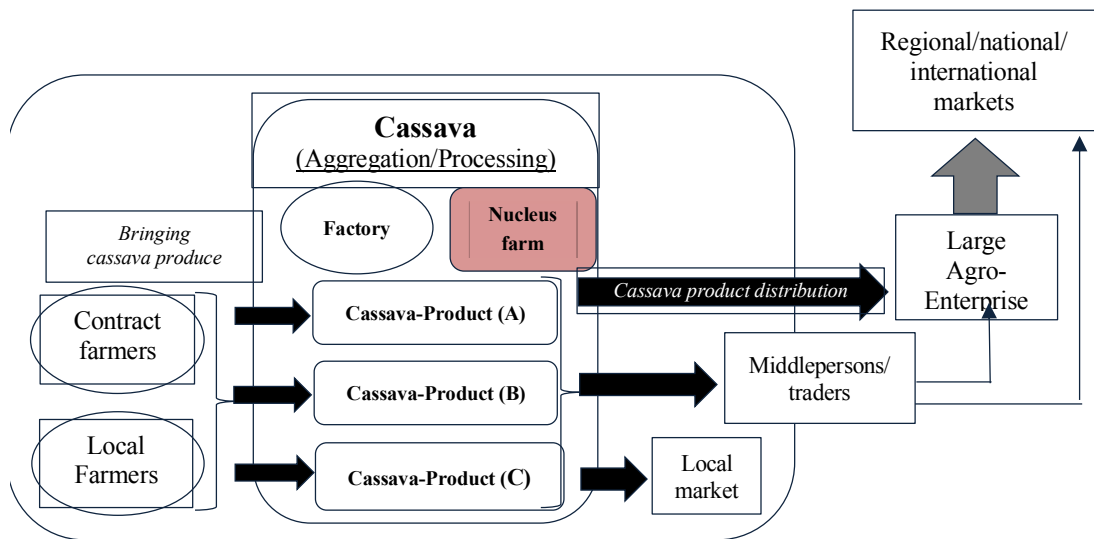 Regional/national/
international
markets
Cassava
(Aggregation/Processing)
Bringing
cassava produce
Factory
Nucleus
farm
Cassava product distribution
Large
Agro-
Enterprise
Contract
farmers
Cassava-Product (A)
Cassava-Product (B)
Middlepersons/
traders
Local
Farmers
Cassava-Product (C)
Local
market